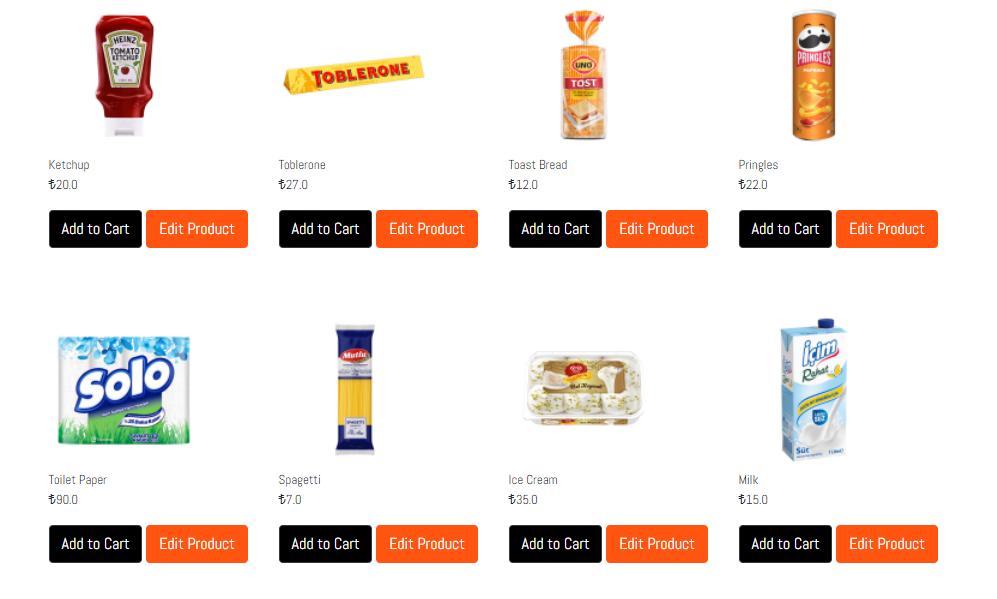 HEINZ
TOMATO
KETCHUP
TOBLERONE
UNO
TOST
PRINGLES
PAPRIKA
Ketchup
₺20.0
Toblerone
₺27.0
Toast Bread
₺12.0
Pringles
₺22.0
Add to Cart Edit Product
Add to Cart Edit Product
Add to Cart Edit Product
Add to Cart Edit Product
Solo
Mutlu
SPAGETTI
içim
Rahat
Süt
Toilet Paper
₺90.0
Spagetti
₺7.0
Ice Cream
₺35.0
Milk
₺15.0
Add to Cart Edit Product
Add to Cart Edit Product
Add to Cart Edit Product
Add to Cart Edit Product